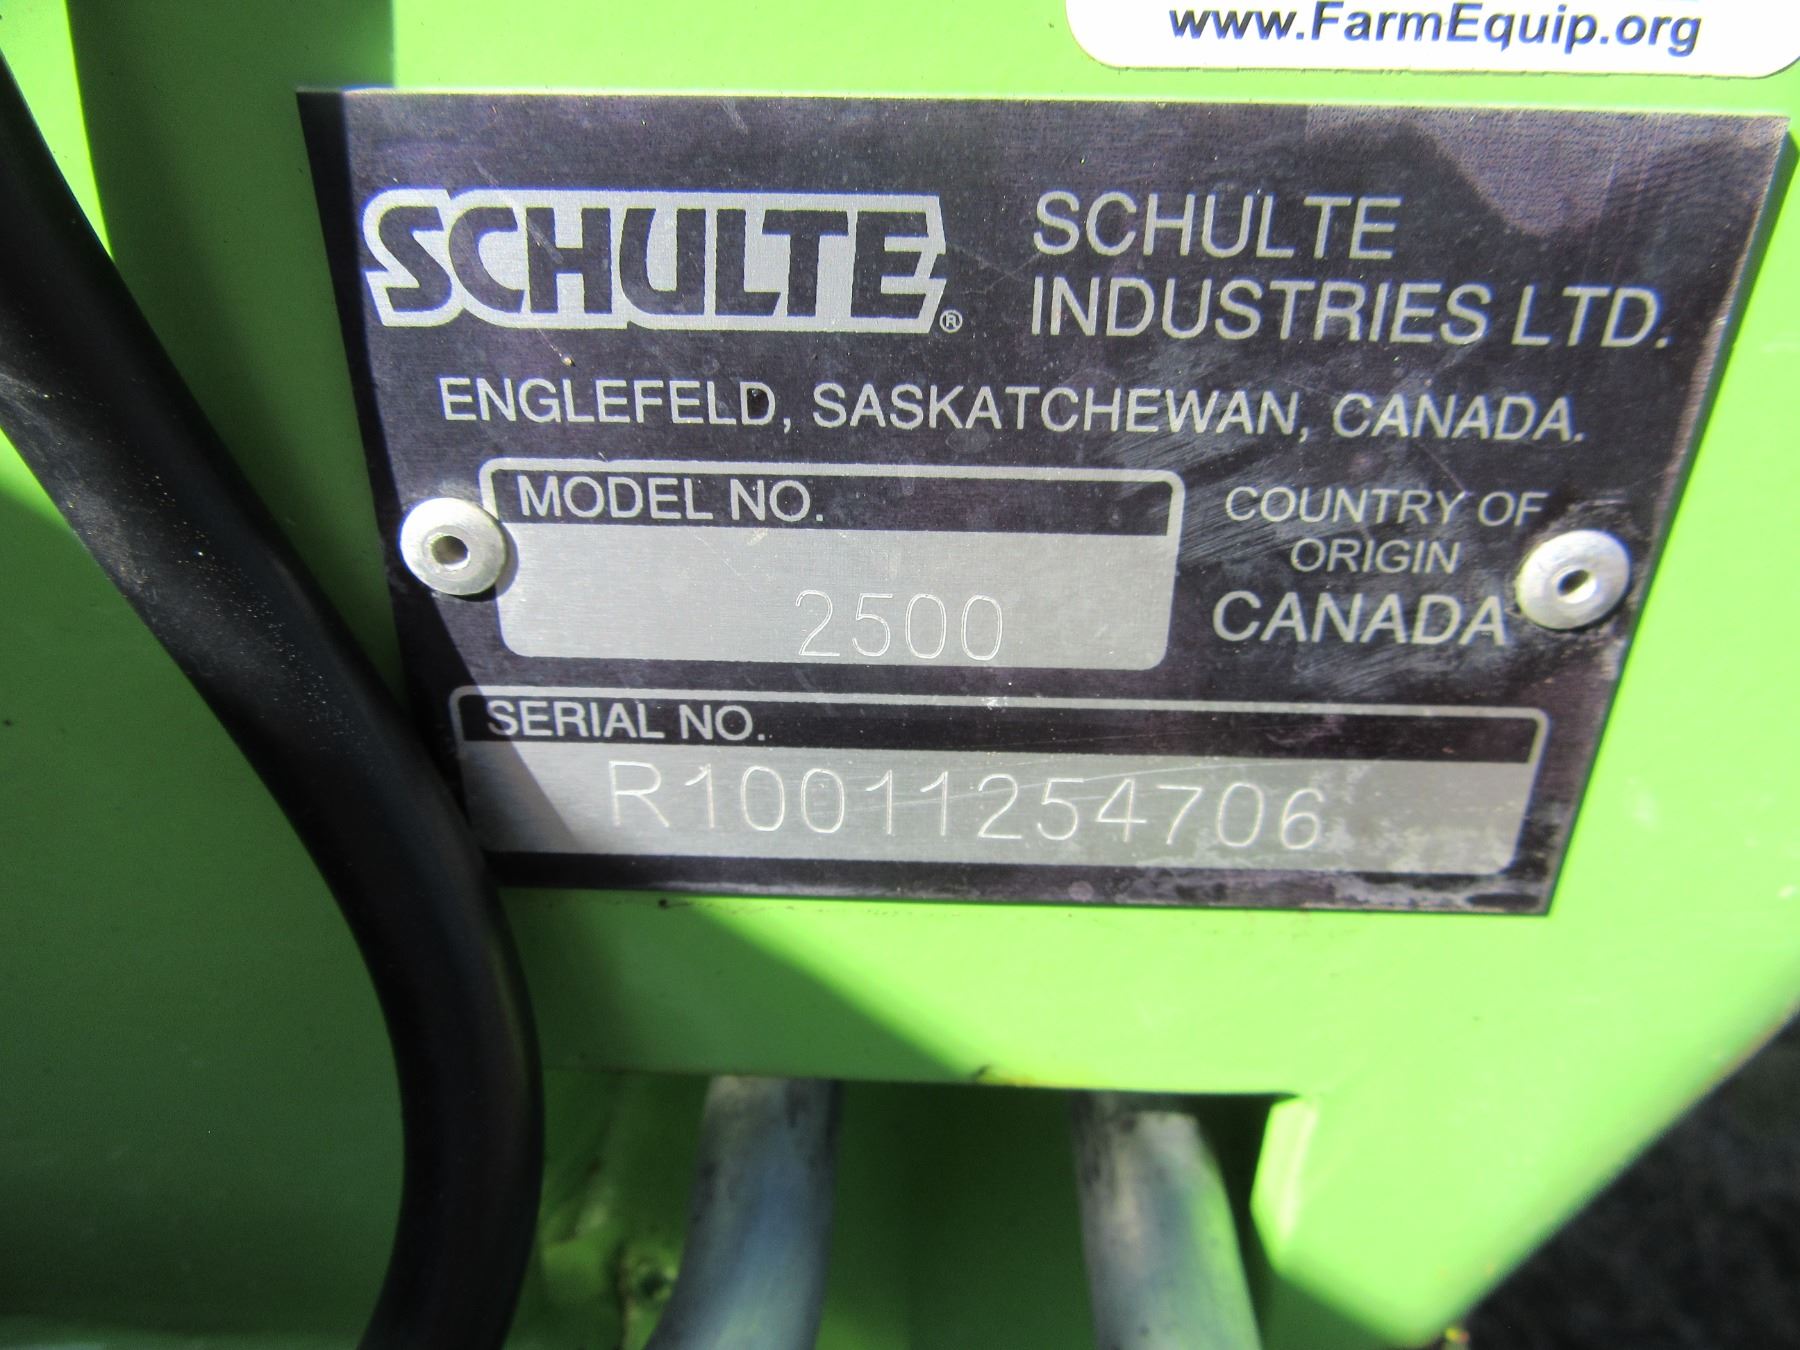 www.FarmEquip.org
SCHULTE®
SCHULTE
INDUSTRIES LTD.
ENGLEFELD, SASKATCHEWAN, CANADA.
MODEL NO.
2500
COUNTRY OF
ORIGIN
CANADA
SERIAL NO.
R10011254706